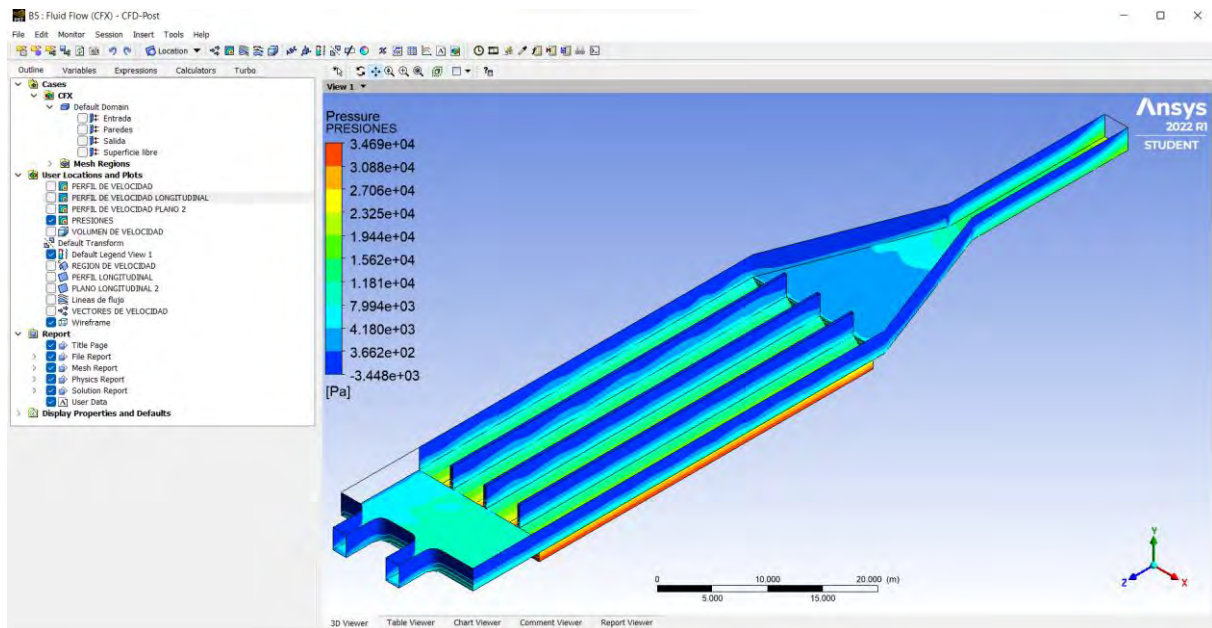 B5 : Fluid Flow (CFX) - CFD-Post
File Edit Monitor Session Insert Tools Help
Location
Outline Variables Expressions Calculators Turbo
Cases
CFX
Default Domain
Entrada
Paredes
Salida
Superficie libre
Mesh Regions
User Locations and Plots
PERFIL DE VELOCIDAD
PERFIL DE VELOCIDAD LONGITUDINAL
PERFIL DE VELOCIDAD PLANO 2
PRESIONES
VOLUMEN DE VELOCIDAD
Default Transform
Default Legend View 1
REGION DE VELOCIDAD
PERFIL LONGITUDINAL
PLANO LONGITUDINAL 2
Lineas de flujo
VECTORES DE VELOCIDAD
Wireframe
Report
Title Page
File Report
Mesh Report
Physics Report
Solution Report
User Data
Display Properties and Defaults
View 1
Pressure
PRESIONES
3.469e+04
3.088e+04
2.706e+04
2.325e+04
1.944e+04
1.562e+04
1.181e+04
7.994e+03
4.180e+03
3.662e+02
-3.448e+03
[Pa]
Ansys
2022 R1
STUDENT
Y
Z
X
0 10.000 20.000 (m)
5.000 15.000
3D Viewer Table Viewer Chart Viewer Comment Viewer Report Viewer